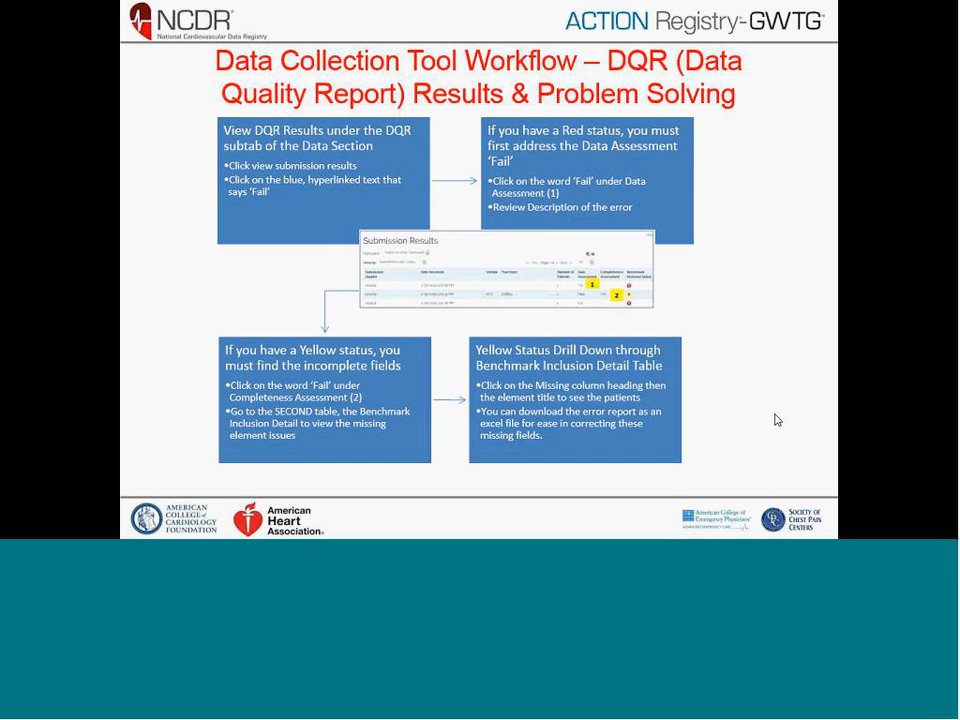 NCDR®
National Cardiovascular Data Registry
ACTION Registry-GWTG™
Data Collection Tool Workflow – DQR (Data
Quality Report) Results & Problem Solving
View DQR Results under the DQR
subtab of the Data Section
•Click view submission results
•Click on the blue, hyperlinked text that
says 'Fail'
If you have a Red status, you must
first address the Data Assessment
'Fail'
•Click on the word 'Fail' under Data
Assessment (1)
•Review Description of the error
Submission Results
1
2
If you have a Yellow status, you
must find the incomplete fields
•Click on the word 'Fail' under
Completeness Assessment (2)
•Go to the SECOND table, the Benchmark
Inclusion Detail to view the missing
element issues
Yellow Status Drill Down through
Benchmark Inclusion Detail Table
•Click on the Missing column heading then
the element title to see the patients
•You can download the error report as an
excel file for ease in correcting these
missing fields.
AMERICAN
COLLEGE of
CARDIOLOGY
FOUNDATION
American
Heart
Association®
American College of
Emergency Physicians®
ADVANCING EMERGENCY CARE
SOCIETY OF
CHEST PAIN
CENTERS